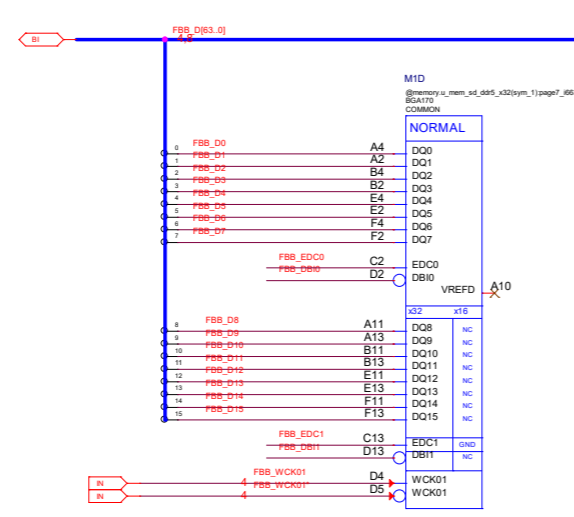 FBB_D[63..0]
BI
4,8
M1D
@memory.u_mem_sd_ddr5_x32(sym_1):page7_i66
BGA170
COMMON
NORMAL
0 FBB_D0 A4 DQ0
1 FBB_D1 A2 DQ1
2 FBB_D2 B4 DQ2
3 FBB_D3 B2 DQ3
4 FBB_D4 E4 DQ4
5 FBB_D5 E2 DQ5
6 FBB_D6 F4 DQ6
7 FBB_D7 F2 DQ7
FBB_EDC0 C2 EDC0
FBB_DBI0 D2 DBI0
VREFD A10
x32 x16
8 FBB_D8 A11 DQ8 NC
9 FBB_D9 A13 DQ9 NC
10 FBB_D10 B11 DQ10 NC
11 FBB_D11 B13 DQ11 NC
12 FBB_D12 E11 DQ12 NC
13 FBB_D13 E13 DQ13 NC
14 FBB_D14 F11 DQ14 NC
15 FBB_D15 F13 DQ15 NC
FBB_EDC1 C13 EDC1 GND
FBB_DBI1 D13 DBI1 NC
IN 4 FBB_WCK01 D4 WCK01
IN 4 FBB_WCK01* D5 WCK01